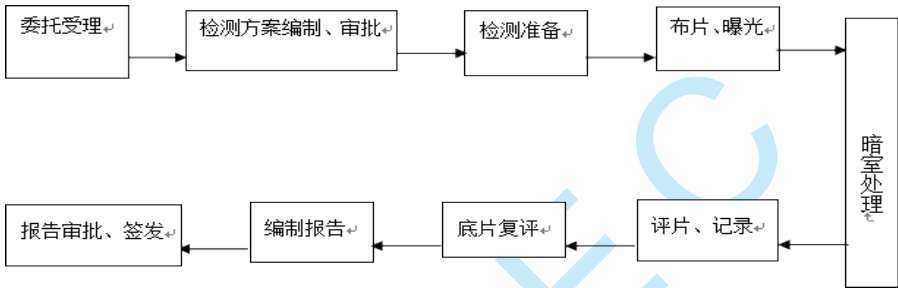 委托受理
检测方案编制、审批
检测准备
布片、曝光
暗室处理
评片、记录
底片复评
编制报告
报告审批、签发